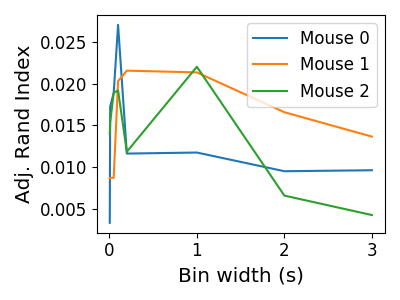 Adj. Rand Index
0.025
0.020
0.015
0.010
0.005
Mouse 0
Mouse 1
Mouse 2
0
1
2
3
Bin width (s)